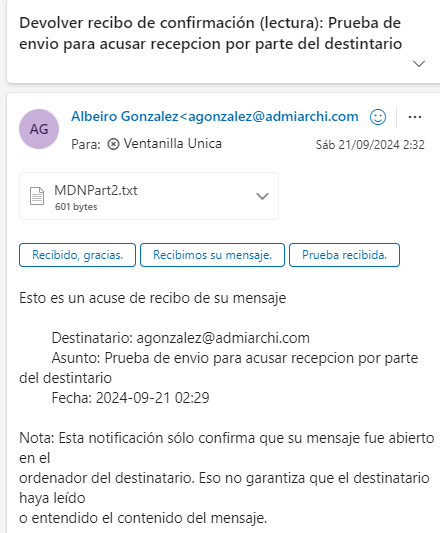 Devolver recibo de confirmación (lectura): Prueba de
envio para acusar recepcion por parte del destintario
AG
Albeiro Gonzalez<agonzalez@admiarchi.com
Para: Ventanilla Unica
Sáb 21/09/2024 2:32
MDNPart2.txt
601 bytes
Recibido, gracias.
Recibimos su mensaje.
Prueba recibida.
Esto es un acuse de recibo de su mensaje
Destinatario: agonzalez@admiarchi.com
Asunto: Prueba de envio para acusar recepcion por parte
del destintario
Fecha: 2024-09-21 02:29
Nota: Esta notificación sólo confirma que su mensaje fue abierto
en el
ordenador del destinatario. Eso no garantiza que el destinatario
haya leído
o entendido el contenido del mensaje.